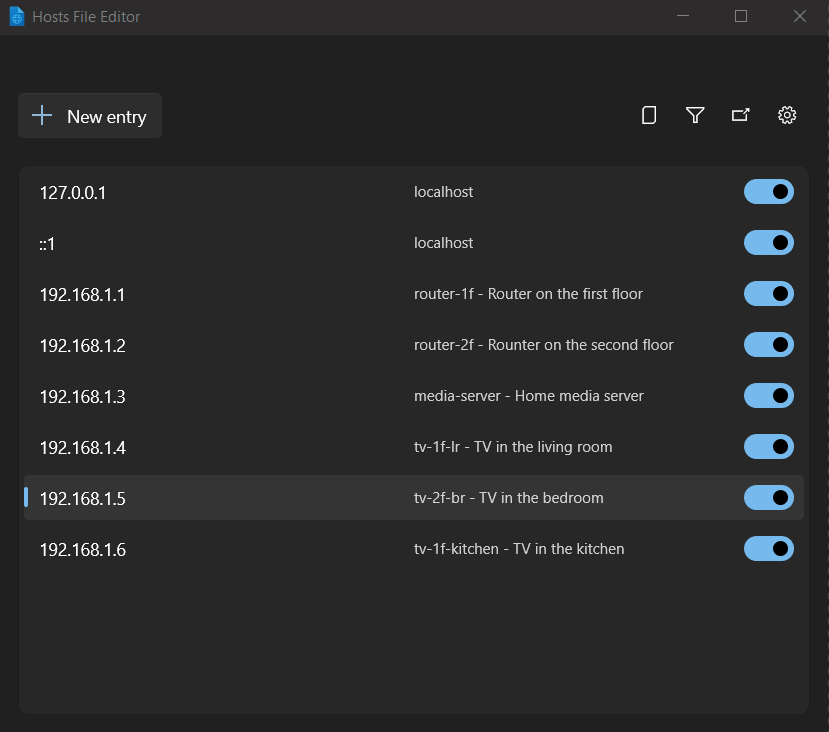 Hosts File Editor
New entry
127.0.0.1 localhost
::1 localhost
192.168.1.1 router-1f - Router on the first floor
192.168.1.2 router-2f - Rounter on the second floor
192.168.1.3 media-server - Home media server
192.168.1.4 tv-1f-lr - TV in the living room
192.168.1.5 tv-2f-br - TV in the bedroom
192.168.1.6 tv-1f-kitchen - TV in the kitchen